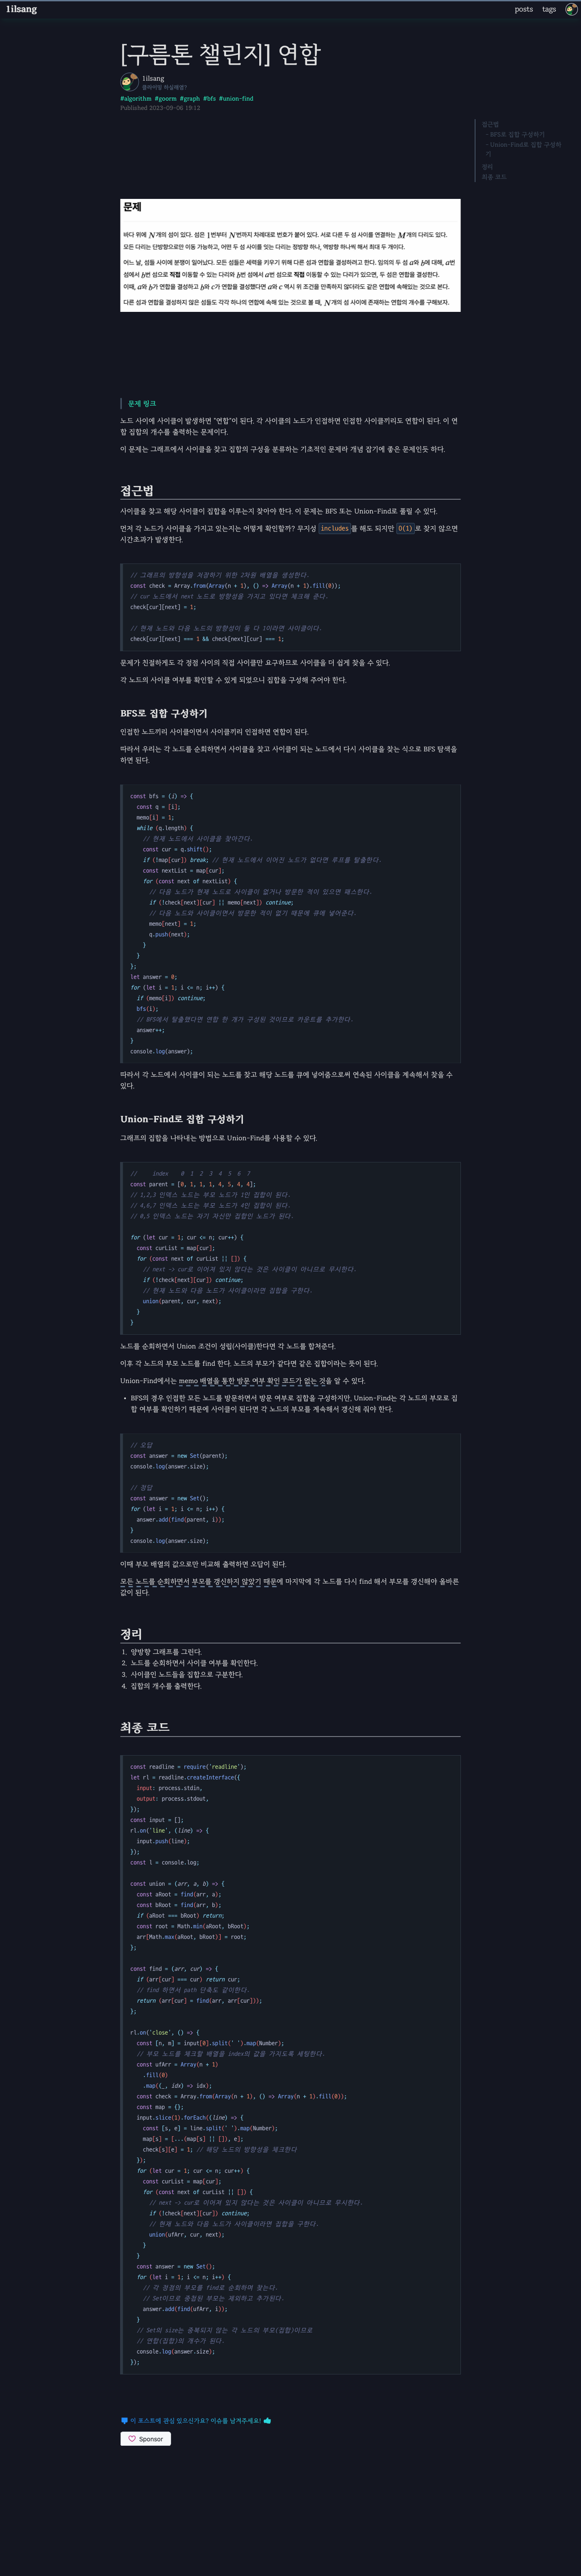 1ilsang
posts
tags
[구름톤 챌린지] 연합
1ilsang
클라이밍 하실래염?
#algorithm #goorm #graph #bfs #union-find
Published 2023-09-06 19:12
접근법
- BFS로 집합 구성하기
- Union-Find로 집합 구성하
기
정리
최종 코드
문제
바다 위에 N개의 섬이 있다. 섬은 1번부터 N번까지 차례대로 번호가 붙어 있다. 서로 다른 두 섬 사이를 연결하는 M개의 다리도 있다.
모든 다리는 단방향으로만 이동 가능하고, 어떤 두 섬 사이를 잇는 다리는 정방향 하나, 역방향 하나씩 해서 최대 두 개이다.
어느 날, 섬들 사이에 분쟁이 일어났다. 모든 섬들은 세력을 키우기 위해 다른 섬과 연합을 결성하려고 한다. 임의의 두 섬 a와 b에 대해, a번
섬에서 b번 섬으로 직접 이동할 수 있는 다리와 b번 섬에서 a번 섬으로 직접 이동할 수 있는 다리가 있으면, 두 섬은 연합을 결성한다.
이때, a와 b가 연합을 결성하고 b와 c가 연합을 결성했다면 a와 c 역시 위 조건을 만족하지 않더라도 같은 연합에 속해있는 것으로 본다.
다른 섬과 연합을 결성하지 않은 섬들도 각각 하나의 연합에 속해 있는 것으로 볼 때, N개의 섬 사이에 존재하는 연합의 개수를 구해보자.
문제 링크
노드 사이에 사이클이 발생하면 "연합"이 된다. 각 사이클의 노드가 인접하면 인접한 사이클끼리도 연합이 된다. 이 연
합 집합의 개수를 출력하는 문제이다.
이 문제는 그래프에서 사이클을 찾고 집합의 구성을 분류하는 기초적인 문제라 개념 잡기에 좋은 문제인듯 하다.
접근법
사이클을 찾고 해당 사이클이 집합을 이루는지 찾아야 한다. 이 문제는 BFS 또는 Union-Find로 풀릴 수 있다.
먼저 각 노드가 사이클을 가지고 있는지는 어떻게 확인할까? 무지성 includes를 해도 되지만 O(1)로 찾지 않으면
시간초과가 발생한다.
// 그래프의 방향성을 저장하기 위한 2차원 배열을 생성한다.
const check = Array.from(Array(n + 1), () => Array(n + 1).fill(0));
// cur 노드에서 next 노드로 방향성을 가지고 있다면 체크해 준다.
check[cur][next] = 1;
// 현재 노드와 다음 노드의 방향성이 둘 다 1이라면 사이클이다.
check[cur][next] === 1 && check[next][cur] === 1;
문제가 친절하게도 각 정점 사이의 직접 사이클만 요구하므로 사이클을 더 쉽게 찾을 수 있다.
각 노드의 사이클 여부를 확인할 수 있게 되었으니 집합을 구성해 주어야 한다.
BFS로 집합 구성하기
인접한 노드끼리 사이클이면서 사이클끼리 인접하면 연합이 된다.
따라서 우리는 각 노드를 순회하면서 사이클을 찾고 사이클이 되는 노드에서 다시 사이클을 찾는 식으로 BFS 탐색을
하면 된다.
const bfs = (i) => {
const q = [i];
memo[i] = 1;
while (q.length) {
// 현재 노드에서 사이클을 찾아간다.
const cur = q.shift();
if (!map[cur]) break; // 현재 노드에서 이어진 노드가 없다면 루프를 탈출한다.
const nextList = map[cur];
for (const next of nextList) {
// 다음 노드가 현재 노드로 사이클이 없거나 방문한 적이 있으면 패스한다.
if (!check[next][cur] || memo[next]) continue;
// 다음 노드와 사이클이면서 방문한 적이 없기 때문에 큐에 넣어준다.
memo[next] = 1;
q.push(next);
}
}
};
let answer = 0;
for (let i = 1; i <= n; i++) {
if (memo[i]) continue;
bfs(i);
// BFS에서 탈출했다면 연합 한 개가 구성된 것이므로 카운트를 추가한다.
answer++;
}
console.log(answer);
따라서 각 노드에서 사이클이 되는 노드를 찾고 해당 노드를 큐에 넣어줌으로써 연속된 사이클을 계속해서 찾을 수
있다.
Union-Find로 집합 구성하기
그래프의 집합을 나타내는 방법으로 Union-Find를 사용할 수 있다.
// index 0 1 2 3 4 5 6 7
const parent = [0, 1, 1, 1, 4, 5, 4, 4];
// 1,2,3 인덱스 노드는 부모 노드가 1인 집합이 된다.
// 4,6,7 인덱스 노드는 부모 노드가 4인 집합이 된다.
// 0,5 인덱스 노드는 자기 자신만 집합인 노드가 된다.
for (let cur = 1; cur <= n; cur++) {
const curList = map[cur];
for (const next of curList || []) {
// next -> cur로 이어져 있지 않다는 것은 사이클이 아니므로 무시한다.
if (!check[next][cur]) continue;
// 현재 노드와 다음 노드가 사이클이라면 집합을 구한다.
union(parent, cur, next);
}
}
노드를 순회하면서 Union 조건이 성립(사이클)한다면 각 노드를 합쳐준다.
이후 각 노드의 부모 노드를 find 한다. 노드의 부모가 같다면 같은 집합이라는 뜻이 된다.
Union-Find에서는 memo 배열을 통한 방문 여부 확인 코드가 없는 것을 알 수 있다.
• BFS의 경우 인접한 모든 노드를 방문하면서 방문 여부로 집합을 구성하지만, Union-Find는 각 노드의 부모로 집
합 여부를 확인하기 때문에 사이클이 된다면 각 노드의 부모를 계속해서 갱신해 줘야 한다.
// 오답
const answer = new Set(parent);
console.log(answer.size);
// 정답
const answer = new Set();
for (let i = 1; i <= n; i++) {
answer.add(find(parent, i));
}
console.log(answer.size);
이때 부모 배열의 값으로만 비교해 출력하면 오답이 된다.
모든 노드를 순회하면서 부모를 갱신하지 않았기 때문에 마지막에 각 노드를 다시 find 해서 부모를 갱신해야 올바른
값이 된다.
정리
1. 양방향 그래프를 그린다.
2. 노드를 순회하면서 사이클 여부를 확인한다.
3. 사이클인 노드들을 집합으로 구분한다.
4. 집합의 개수를 출력한다.
최종 코드
const readline = require('readline');
let rl = readline.createInterface({
input: process.stdin,
output: process.stdout,
});
const input = [];
rl.on('line', (line) => {
input.push(line);
});
const l = console.log;
const union = (arr, a, b) => {
const aRoot = find(arr, a);
const bRoot = find(arr, b);
if (aRoot === bRoot) return;
const root = Math.min(aRoot, bRoot);
arr[Math.max(aRoot, bRoot)] = root;
};
const find = (arr, cur) => {
if (arr[cur] === cur) return cur;
// find 하면서 path 단축도 같이한다.
return (arr[cur] = find(arr, arr[cur]));
};
rl.on('close', () => {
const [n, m] = input[0].split(' ').map(Number);
// 부모 노드를 체크할 배열을 index의 값을 가지도록 세팅한다.
const ufArr = Array(n + 1)
.fill(0)
.map((_, idx) => idx);
const check = Array.from(Array(n + 1), () => Array(n + 1).fill(0));
const map = {};
input.slice(1).forEach((line) => {
const [s, e] = line.split(' ').map(Number);
map[s] = [...(map[s] || []), e];
check[s][e] = 1; // 해당 노드의 방향성을 체크한다
});
for (let cur = 1; cur <= n; cur++) {
const curList = map[cur];
for (const next of curList || []) {
// next -> cur로 이어져 있지 않다는 것은 사이클이 아니므로 무시한다.
if (!check[next][cur]) continue;
// 현재 노드와 다음 노드가 사이클이라면 집합을 구한다.
union(ufArr, cur, next);
}
}
const answer = new Set();
for (let i = 1; i <= n; i++) {
// 각 정점의 부모를 find로 순회하며 찾는다.
// Set이므로 중첩된 부모는 제외하고 추가된다.
answer.add(find(ufArr, i));
}
// Set의 size는 중복되지 않는 각 노드의 부모(집합)이므로
// 연합(집합)의 개수가 된다.
console.log(answer.size);
});
이 포스트에 관심 있으신가요? 이슈를 남겨주세요!
Sponsor